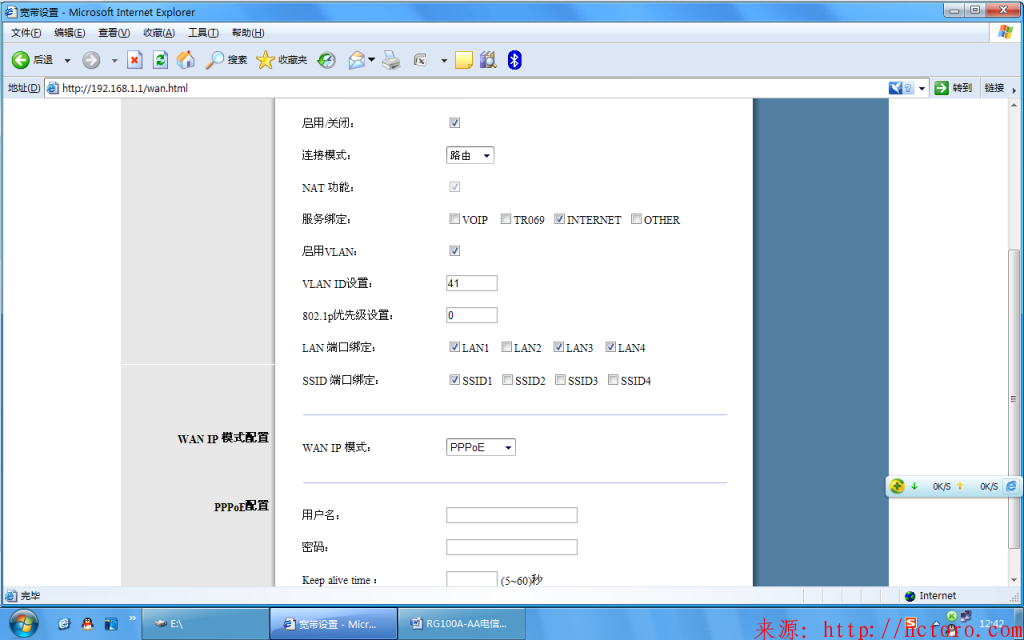 宽带设置 - Microsoft Internet Explorer
文件(F) 编辑(E) 查看(V) 收藏(A) 工具(T) 帮助(H)
后退 搜索 收藏夹
地址(D) http://192.168.1.1/wan.html 转到 链接
启用/关闭:
连接模式: 路由
NAT 功能:
服务绑定: VOIP TR069 INTERNET OTHER
启用VLAN:
VLAN ID设置: 41
802.1p优先级设置: 0
LAN 端口绑定: LAN1 LAN2 LAN3 LAN4
SSID 端口绑定: SSID1 SSID2 SSID3 SSID4
WAN IP 模式配置
WAN IP 模式: PPPoE
0K/S 0K/S
PPPoE配置
用户名:
密码:
Keep alive time : (5~60)秒
完毕 Internet
E:\ 宽带设置 - Micr... RG100A-AA电信... 12:42
来源: http://hctoro.com